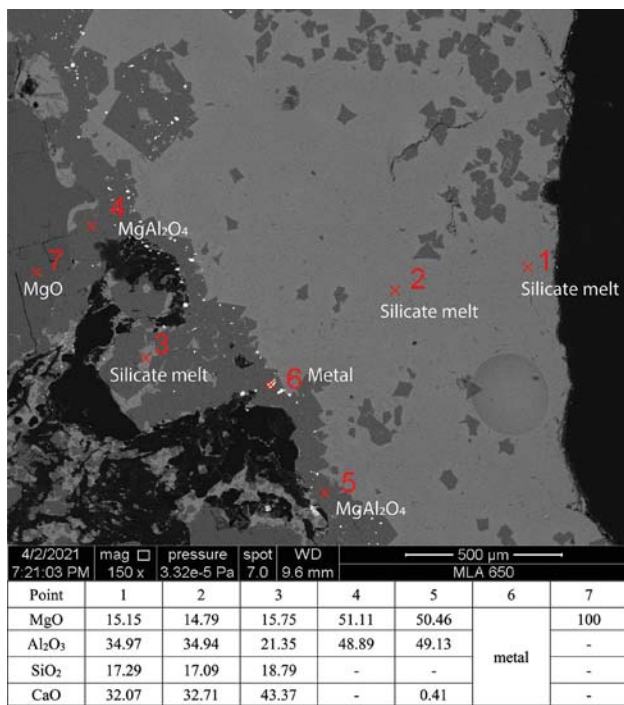 4
MgAl₂O₄
7
MgO
2
Silicate melt
1
Silicate melt
3
Silicate melt
6 Metal
5
MgAl₂O₄
4/2/2021 mag pressure spot WD 500 µm
7:21:03 PM 150 x 3.32e-5 Pa 7.0 9.6 mm MLA 650
Point 1 2 3 4 5 6 7
MgO 15.15 14.79 15.75 51.11 50.46 metal 100
Al₂O₃ 34.97 34.94 21.35 48.89 49.13 -
SiO₂ 17.29 17.09 18.79 - - -
CaO 32.07 32.71 43.37 - 0.41 -